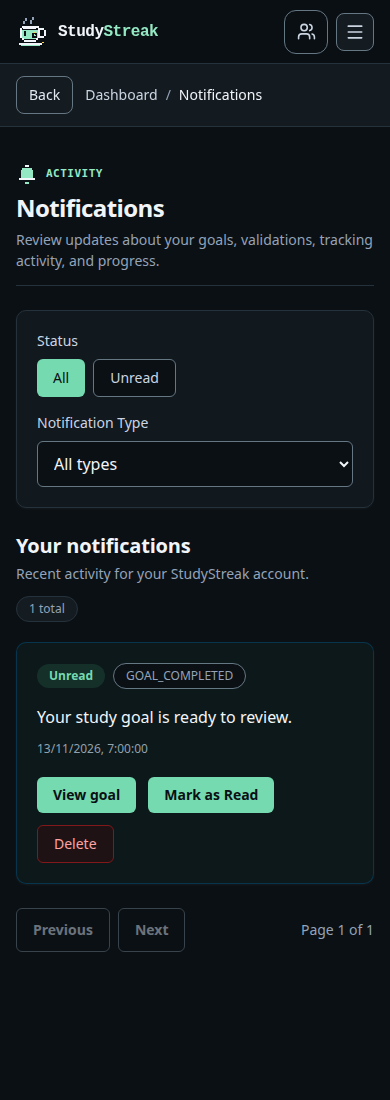 StudyStreak
Back Dashboard / Notifications
ACTIVITY
Notifications
Review updates about your goals, validations, tracking
activity, and progress.
Status
All Unread
Notification Type
All types
Your notifications
Recent activity for your StudyStreak account.
1 total
Unread GOAL_COMPLETED
Your study goal is ready to review.
13/11/2026, 7:00:00
View goal Mark as Read
Delete
Previous Next Page 1 of 1